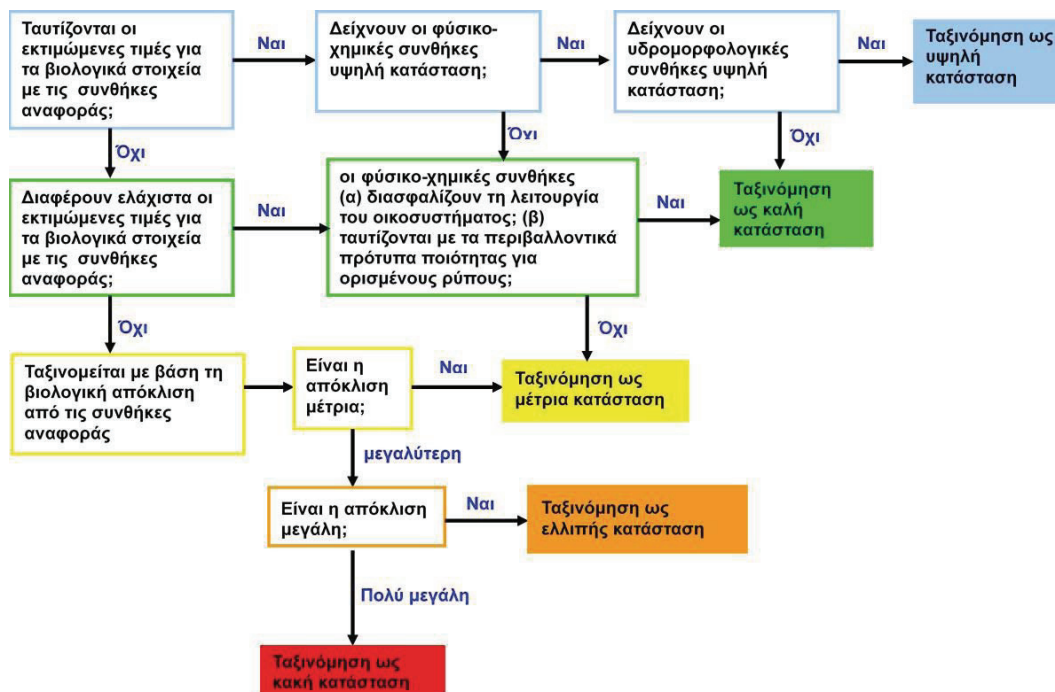 Ταυτίζονται οι
εκτιμώμενες τιμές για
τα βιολογικά στοιχεία
με τις συνθήκες
αναφοράς;
Ναι
Δείχνουν οι φύσικο-
χημικές συνθήκες
υψηλή κατάσταση;
Ναι
Δείχνουν οι
υδρομορφολογικές
συνθήκες υψηλή
κατάσταση;
Ναι
Ταξινόμηση ως
υψηλή
κατάσταση
Όχι
Όχι
Όχι
Διαφέρουν ελάχιστα οι
εκτιμώμενες τιμές για
τα βιολογικά στοιχεία
με τις συνθήκες
αναφοράς;
Ναι
οι φύσικο-χημικές συνθήκες
(α) διασφαλίζουν τη λειτουργία
του οικοσυστήματος; (β)
ταυτίζονται με τα περιβαλλοντικά
πρότυπα ποιότητας για
ορισμένους ρύπους;
Ναι
Ταξινόμηση
ως καλή
κατάσταση
Όχι
Όχι
Ταξινομείται με βάση τη
βιολογική απόκλιση
από τις συνθήκες
αναφοράς
Είναι η
απόκλιση
μέτρια;
Ναι
Ταξινόμηση ως
μέτρια κατάσταση
μεγαλύτερη
Είναι η απόκλιση
μεγάλη;
Ναι
Ταξινόμηση ως
ελλιπής κατάσταση
Πολύ μεγάλη
Ταξινόμηση ως
κακή κατάσταση